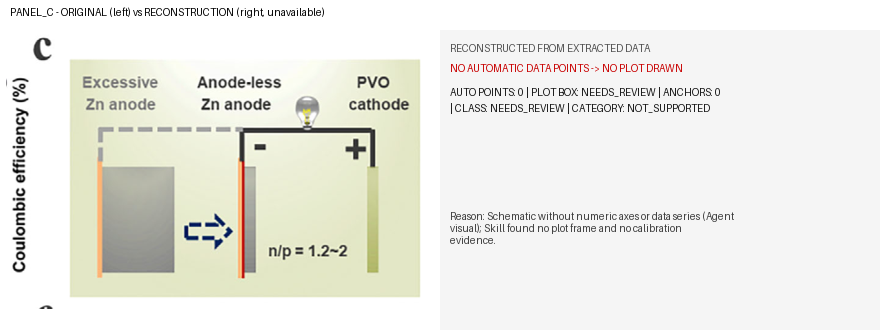 PANEL_C - ORIGINAL (left) vs RECONSTRUCTION (right, unavailable)
c
Coulombic efficiency (%)
Excessive
Zn anode
Anode-less
Zn anode
PVO
cathode
-
+
n/p = 1.2~2
RECONSTRUCTED FROM EXTRACTED DATA
NO AUTOMATIC DATA POINTS -> NO PLOT DRAWN
AUTO POINTS: 0 | PLOT BOX: NEEDS_REVIEW | ANCHORS: 0
| CLASS: NEEDS_REVIEW | CATEGORY: NOT_SUPPORTED
Reason: Schematic without numeric axes or data series (Agent
visual); Skill found no plot frame and no calibration
evidence.